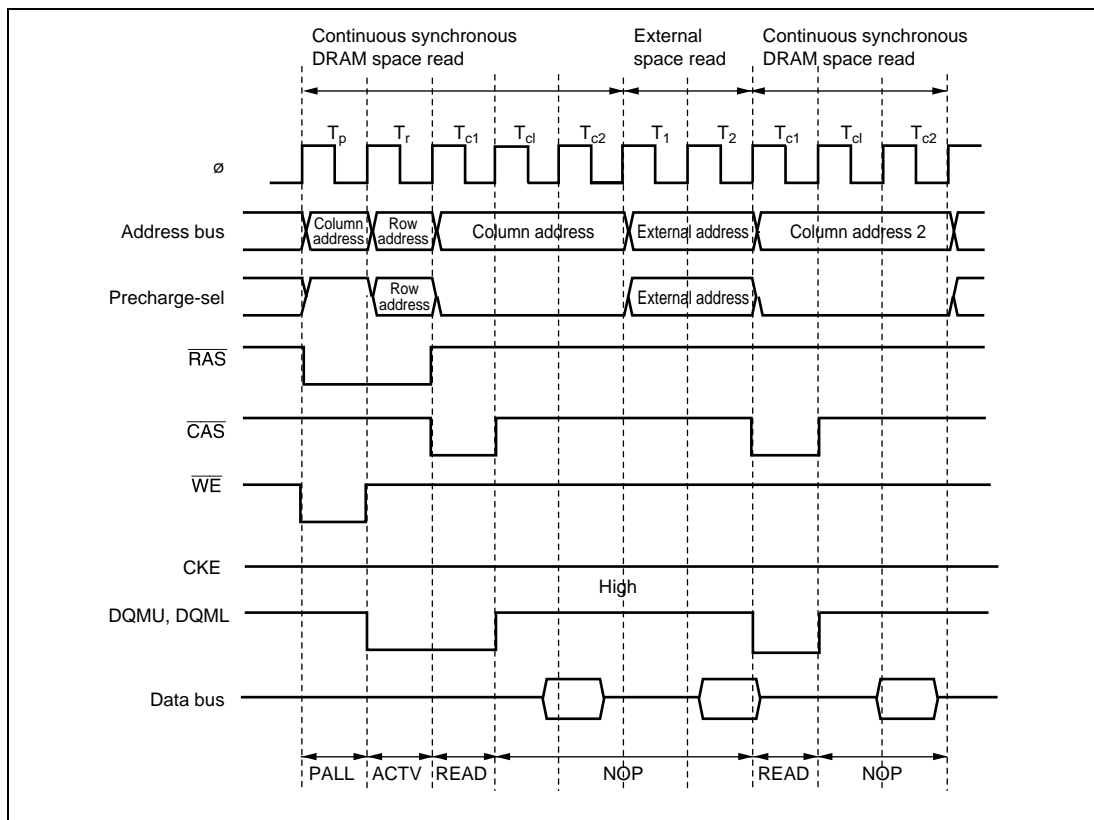 Continuous synchronous
DRAM space read
External
space read
Continuous synchronous
DRAM space read
Tp Tr Tc1 Tcl Tc2 T1 T2 Tc1 Tcl Tc2
ø
Address bus
Column
address
Row
address
Column address
External address
Column address 2
Precharge-sel
Row
address
External address
RAS
CAS
WE
CKE
High
DQMU, DQML
Data bus
PALL ACTV READ NOP READ NOP